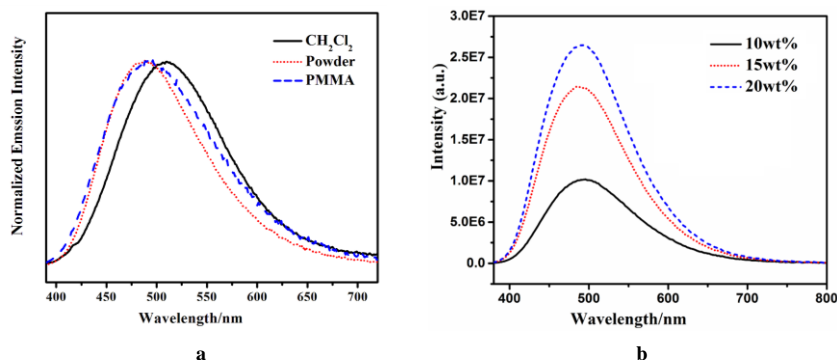 Normalized Emssion Intensity
CH₂Cl₂
Powder
PMMA
400 450 500 550 600 650 700
Wavelength/nm
a
Intensity (a.u.)
3.0E7
2.5E7
2.0E7
1.5E7
1.0E7
5.0E6
0.0
10wt%
15wt%
20wt%
400 500 600 700 800
Wavelength/nm
b